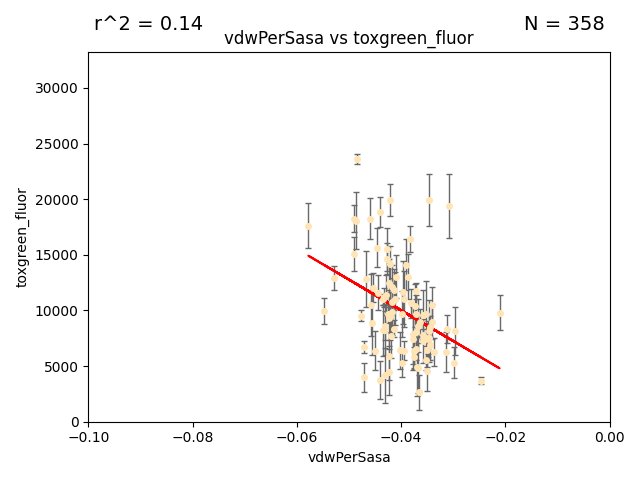 r^2 = 0.14
N = 358
vdwPerSasa vs toxgreen_fluor
30000
25000
20000
15000
10000
5000
0
toxgreen_fluor
−0.10
−0.08
−0.06
−0.04
−0.02
0.00
vdwPerSasa